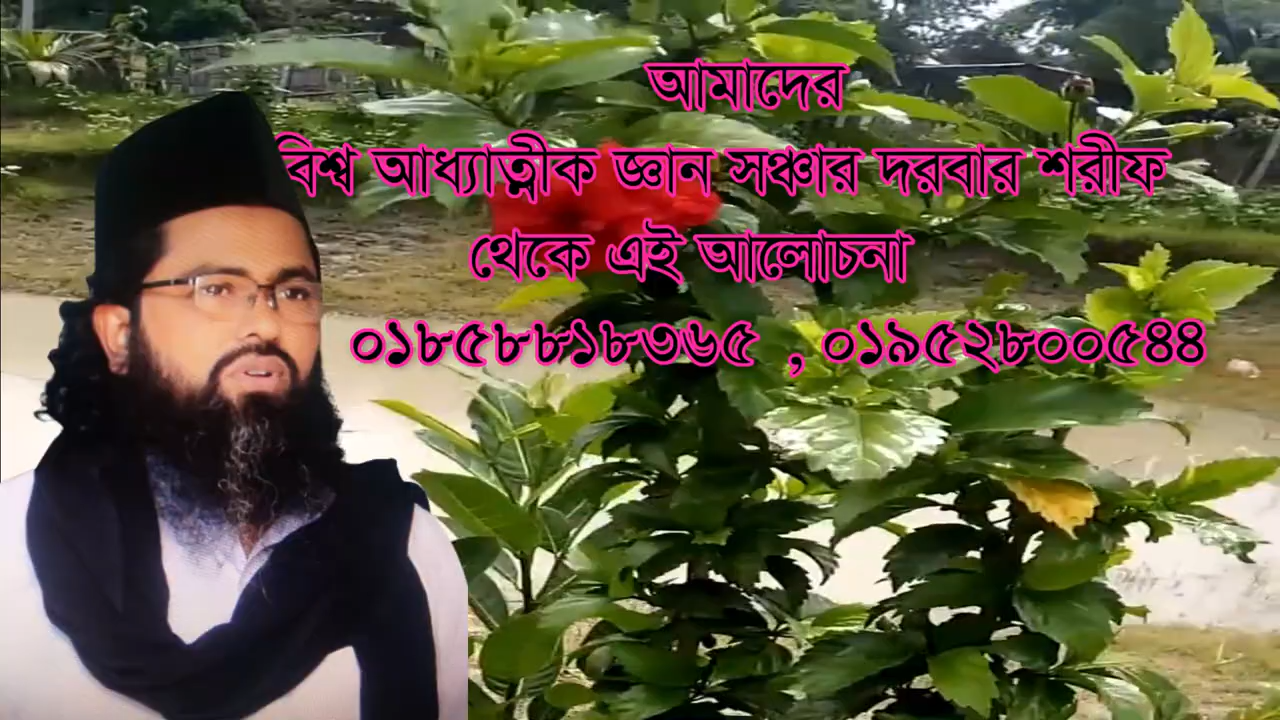 আমাদের
বিশ্ব আধ্যাত্নীক জ্ঞান সঞ্চার দরবার শরীফ
থেকে এই আলোচনা
০১৮৫৮৮১৮৩৬৫ , ০১৯৫২৮০০৫৪৪